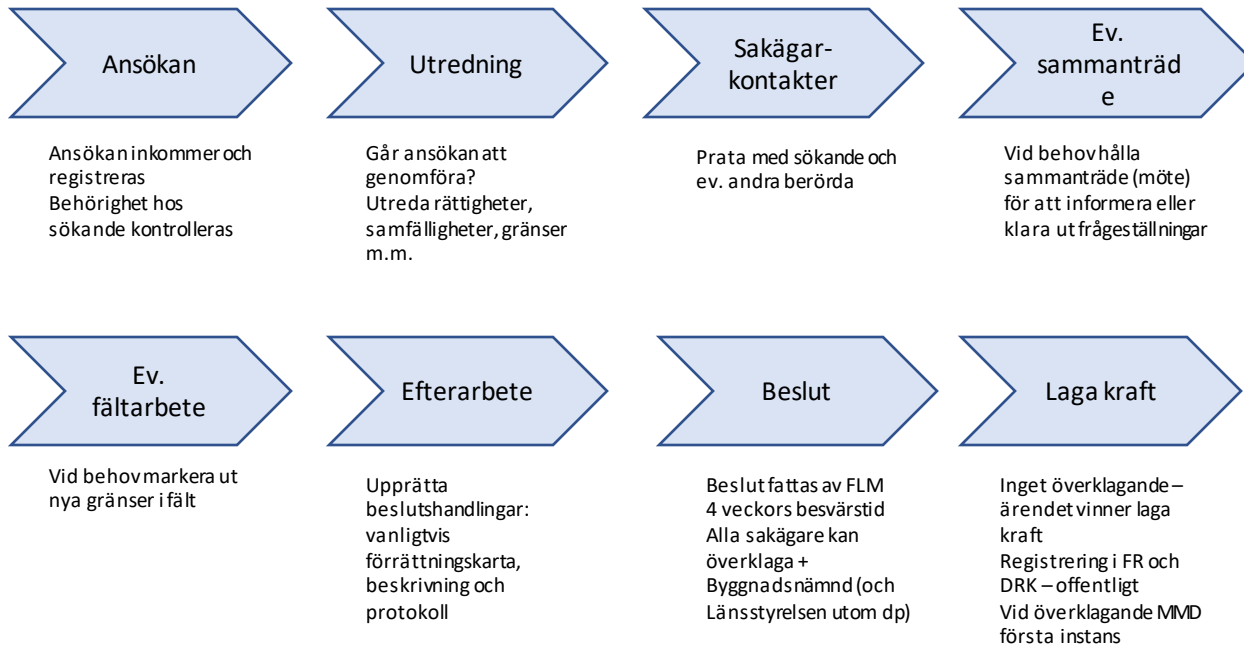 Ansökan
Ansökan inkommer och
registreras
Behörighet hos
sökande kontrolleras
Utredning
Går ansökan att
genomföra?
Utreda rättigheter,
samfälligheter, gränser
m.m.
Sakägar-
kontakter
Prata med sökande och
ev. andra berörda
Ev.
sammanträd
e
Vid behov hålla
sammanträde (möte)
för att informera eller
klara ut frågeställningar
Ev.
fältarbete
Vid behov markera ut
nya gränser i fält
Efterarbete
Upprätta
beslutshandlingar:
vanligtvis
förrättningskarta,
beskrivning och
protokoll
Beslut
Beslut fattas av FLM
4 veckors besvärstid
Alla sakägare kan
överklaga +
Byggnadsnämnd (och
Länsstyrelsen utom dp)
Laga kraft
Inget överklagande –
ärendet vinner laga
kraft
Registrering i FR och
DRK – offentligt
Vid överklagande MMD
första instans